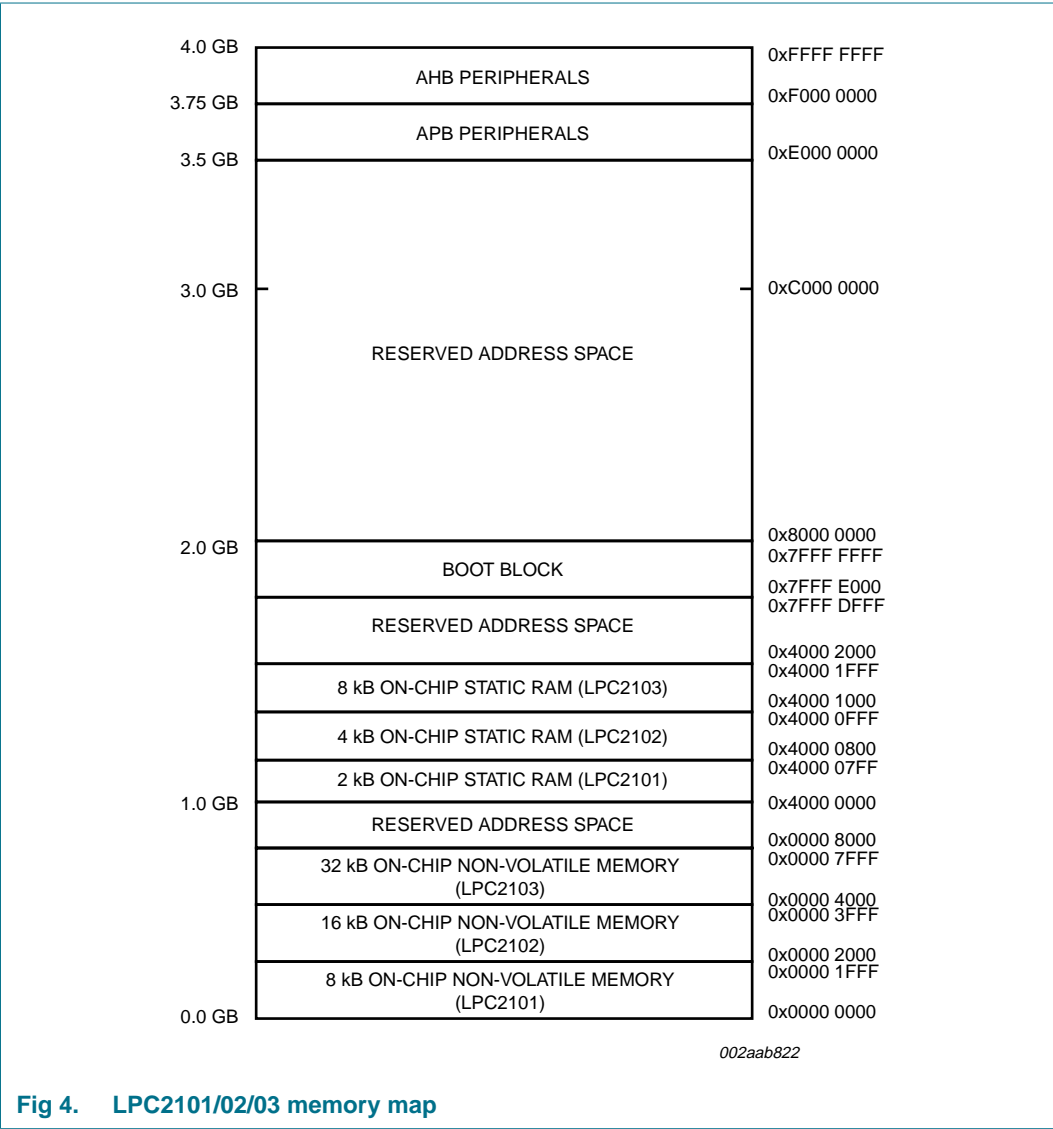 4.0 GB
0xFFFF FFFF
AHB PERIPHERALS
3.75 GB
0xF000 0000
APB PERIPHERALS
3.5 GB
0xE000 0000
3.0 GB
0xC000 0000
RESERVED ADDRESS SPACE
0x8000 0000
2.0 GB
0x7FFF FFFF
BOOT BLOCK
0x7FFF E000
0x7FFF DFFF
RESERVED ADDRESS SPACE
0x4000 2000
0x4000 1FFF
8 kB ON-CHIP STATIC RAM (LPC2103)
0x4000 1000
0x4000 0FFF
4 kB ON-CHIP STATIC RAM (LPC2102)
0x4000 0800
0x4000 07FF
2 kB ON-CHIP STATIC RAM (LPC2101)
1.0 GB
0x4000 0000
RESERVED ADDRESS SPACE
0x0000 8000
0x0000 7FFF
32 kB ON-CHIP NON-VOLATILE MEMORY
(LPC2103)
0x0000 4000
0x0000 3FFF
16 kB ON-CHIP NON-VOLATILE MEMORY
(LPC2102)
0x0000 2000
0x0000 1FFF
8 kB ON-CHIP NON-VOLATILE MEMORY
(LPC2101)
0.0 GB
0x0000 0000
002aab822
Fig 4. LPC2101/02/03 memory map